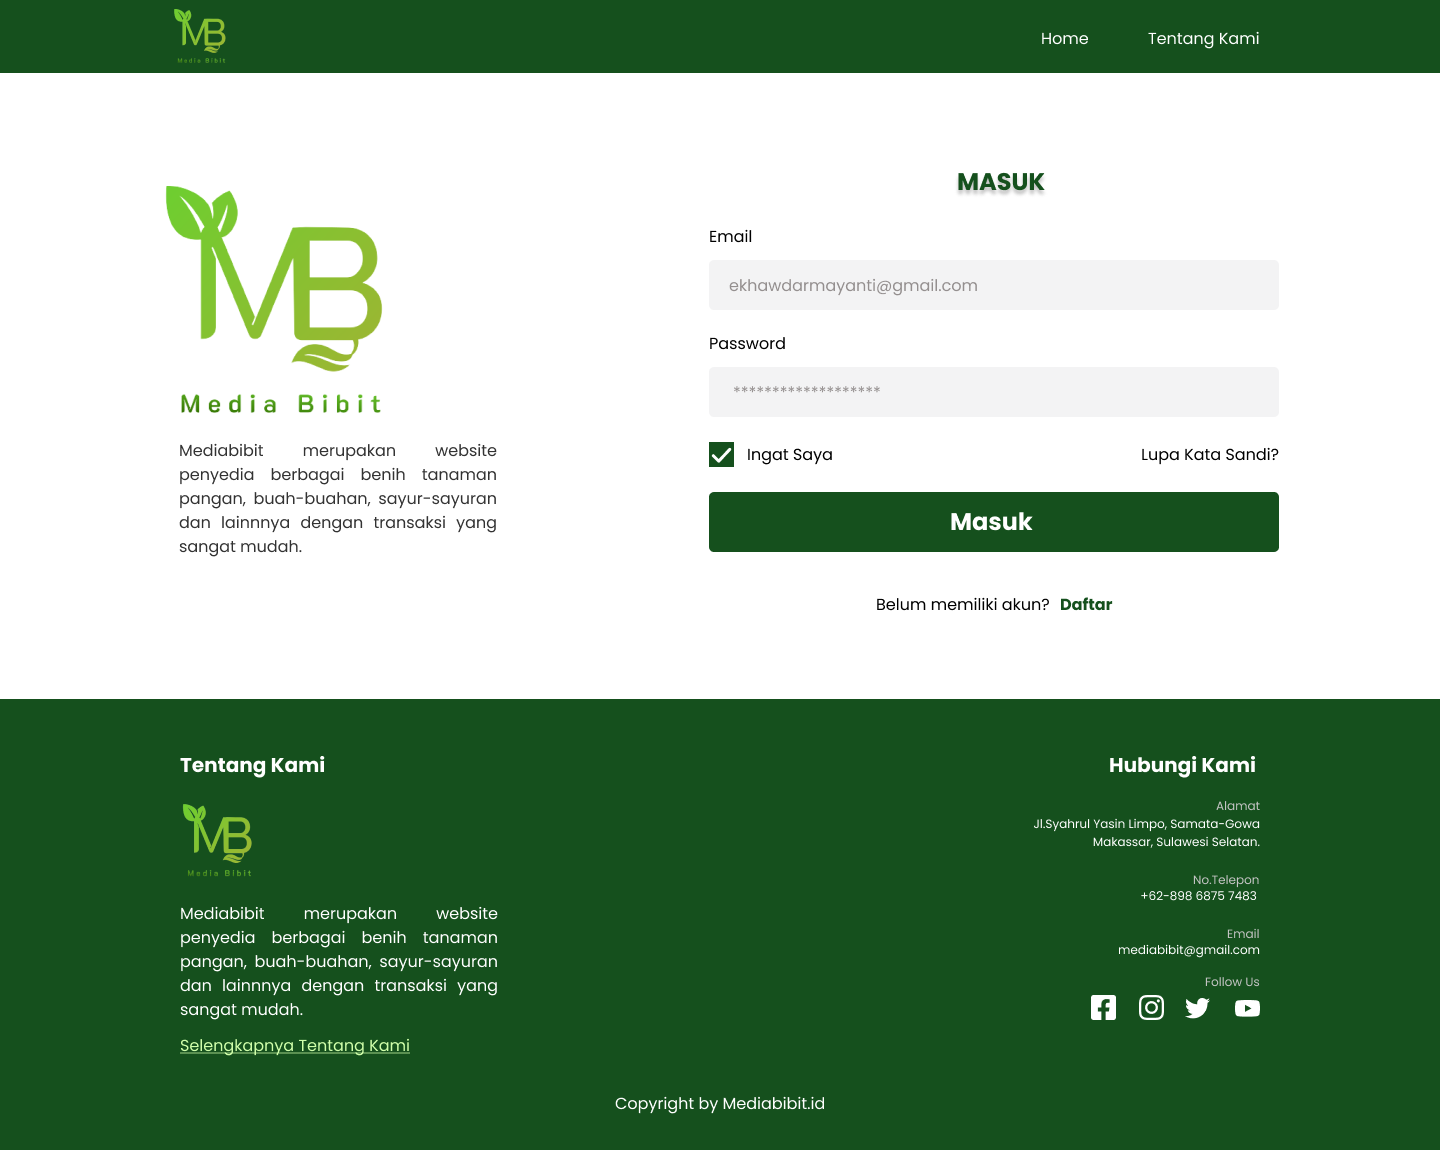 MB
Media Bibit
Home
Tentang Kami
MB
Media Bibit
Mediabibit merupakan website
penyedia berbagai benih tanaman
pangan, buah-buahan, sayur-sayuran
dan lainnnya dengan transaksi yang
sangat mudah.
MASUK
Email
ekhawdarmayanti@gmail.com
Password
*******************
Ingat Saya
Lupa Kata Sandi?
Masuk
Belum memiliki akun? Daftar
Tentang Kami
MB
Media Bibit
Mediabibit merupakan website
penyedia berbagai benih tanaman
pangan, buah-buahan, sayur-sayuran
dan lainnnya dengan transaksi yang
sangat mudah.
Selengkapnya Tentang Kami
Hubungi Kami
Alamat
Jl.Syahrul Yasin Limpo, Samata-Gowa
Makassar, Sulawesi Selatan.
No.Telepon
+62-898 6875 7483
Email
mediabibit@gmail.com
Follow Us
Copyright by Mediabibit.id